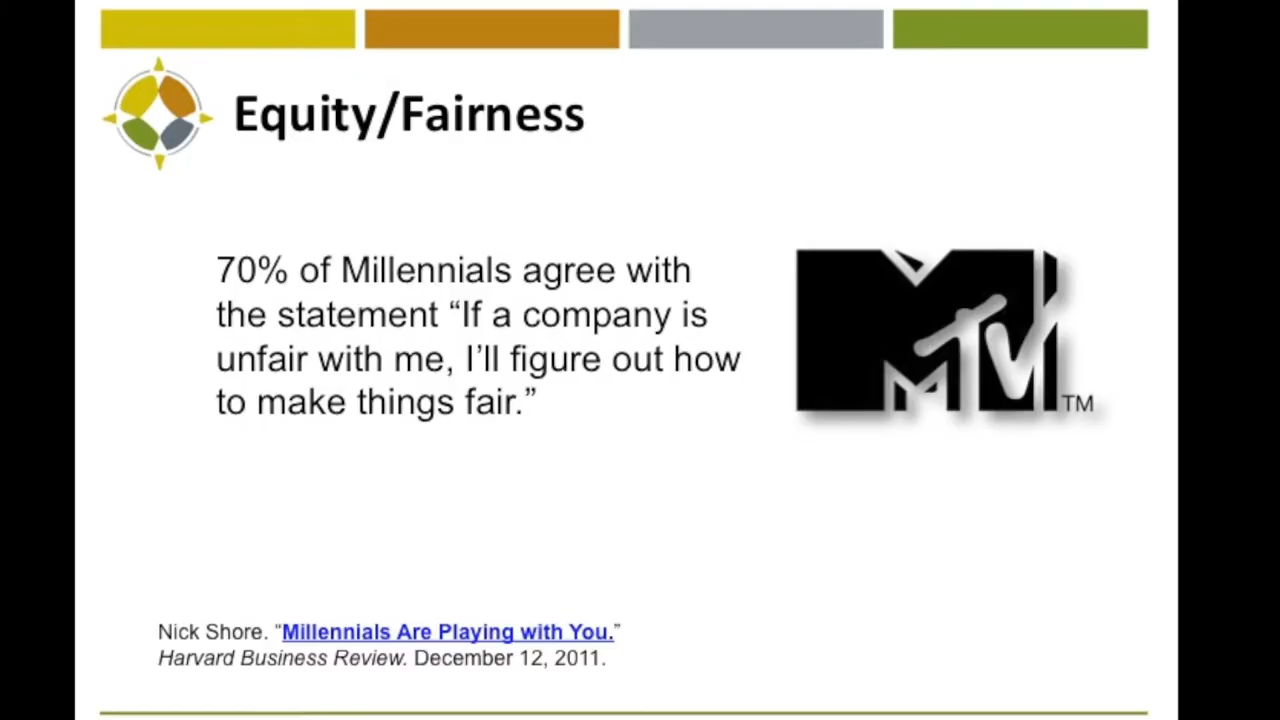 Equity/Fairness
70% of Millennials agree with
the statement “If a company is
unfair with me, I’ll figure out how
to make things fair.”
MTV
TM
Nick Shore. “Millennials Are Playing with You.”
Harvard Business Review. December 12, 2011.